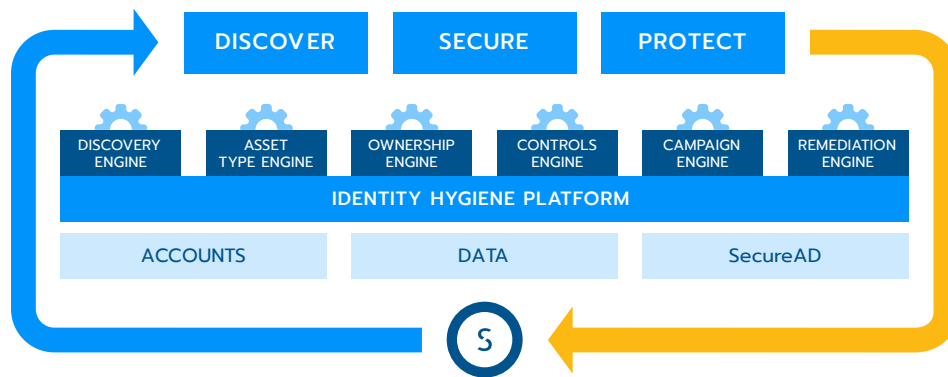 DISCOVER
SECURE
PROTECT
DISCOVERY
ENGINE
ASSET
TYPE ENGINE
OWNERSHIP
ENGINE
CONTROLS
ENGINE
CAMPAIGN
ENGINE
REMEDIATION
ENGINE
IDENTITY HYGIENE PLATFORM
ACCOUNTS
DATA
SecureAD
S